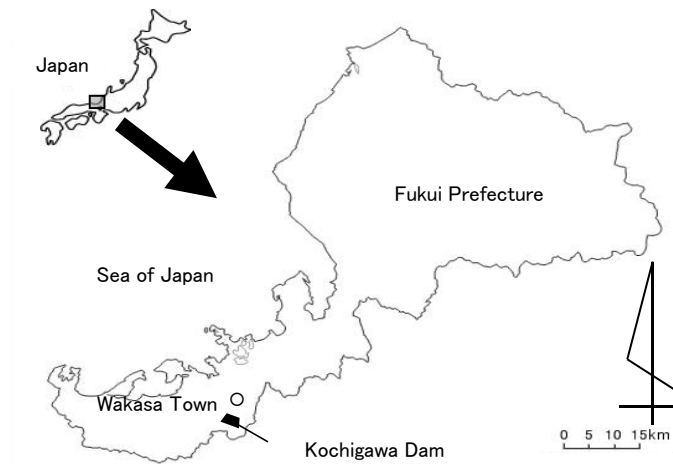 Japan
Fukui Prefecture
Sea of Japan
Wakasa Town
Kochigawa Dam
0 5 10 15km